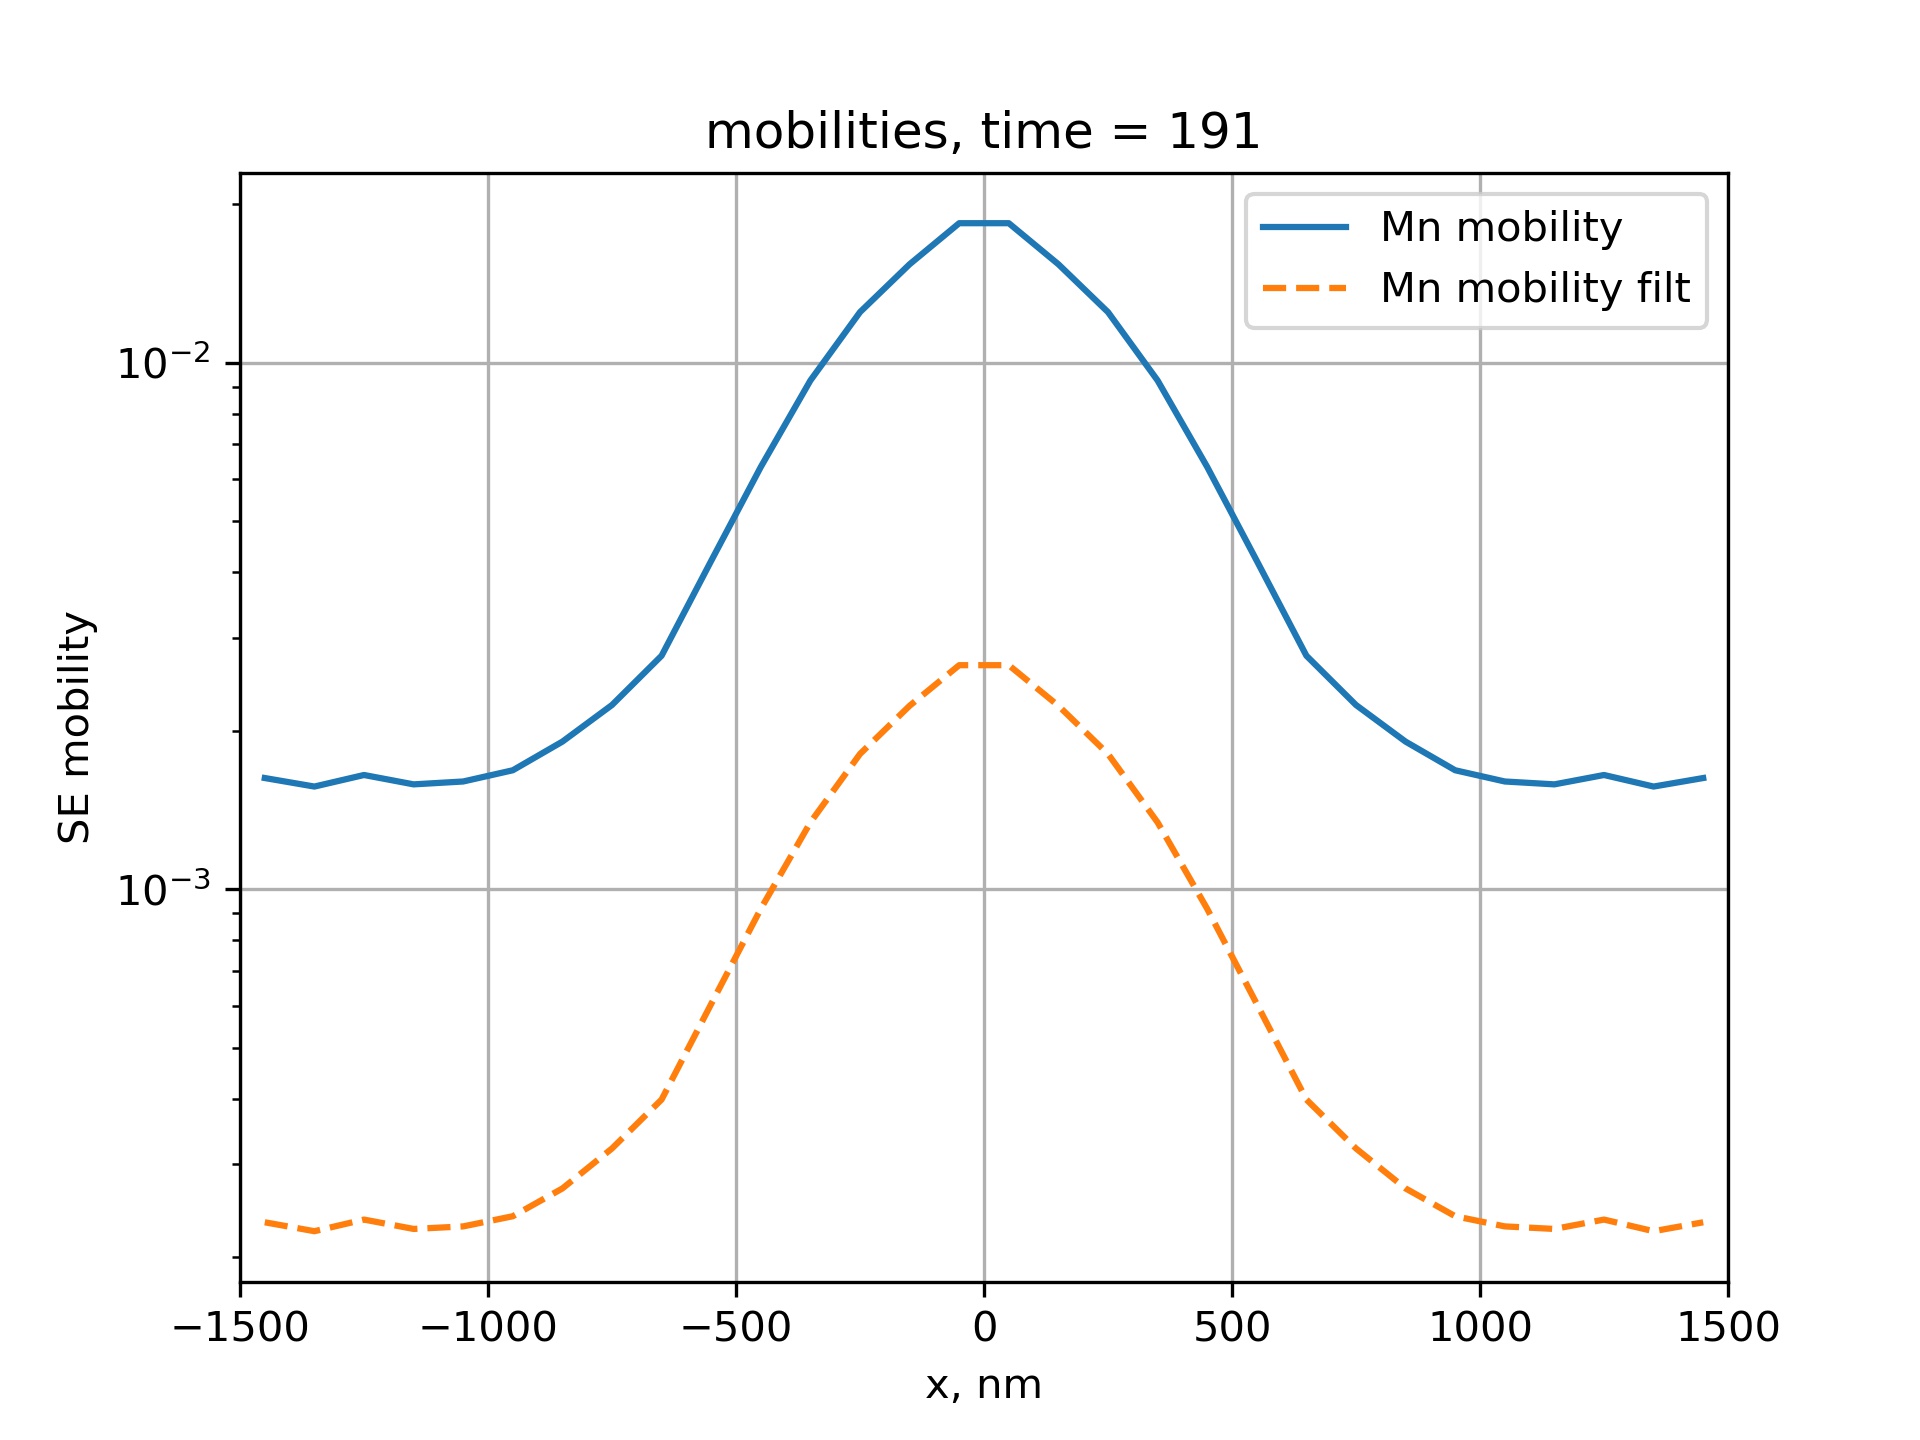 mobilities, time = 191
Mn mobility
Mn mobility filt
SE mobility
10⁻²
10⁻³
−1500
−1000
−500
0
500
1000
1500
x, nm